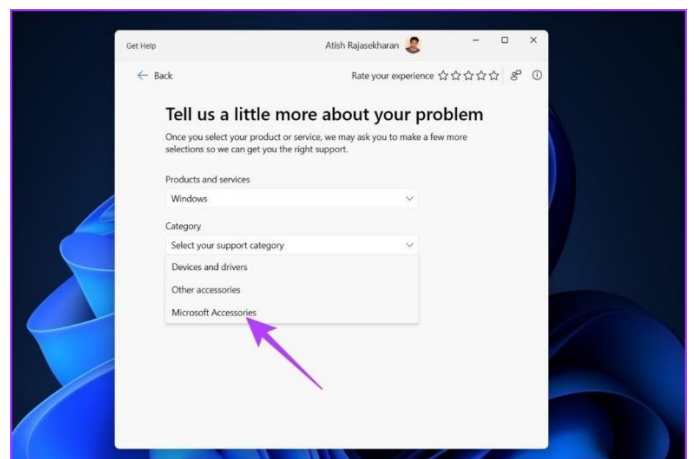 Get Help
Atish Rajasekharan
Back
Rate your experience
Tell us a little more about your problem
Once you select your product or service, we may ask you to make a few more
selections so we can get you the right support.
Products and services
Windows
Category
Select your support category
Devices and drivers
Other accessories
Microsoft Accessories